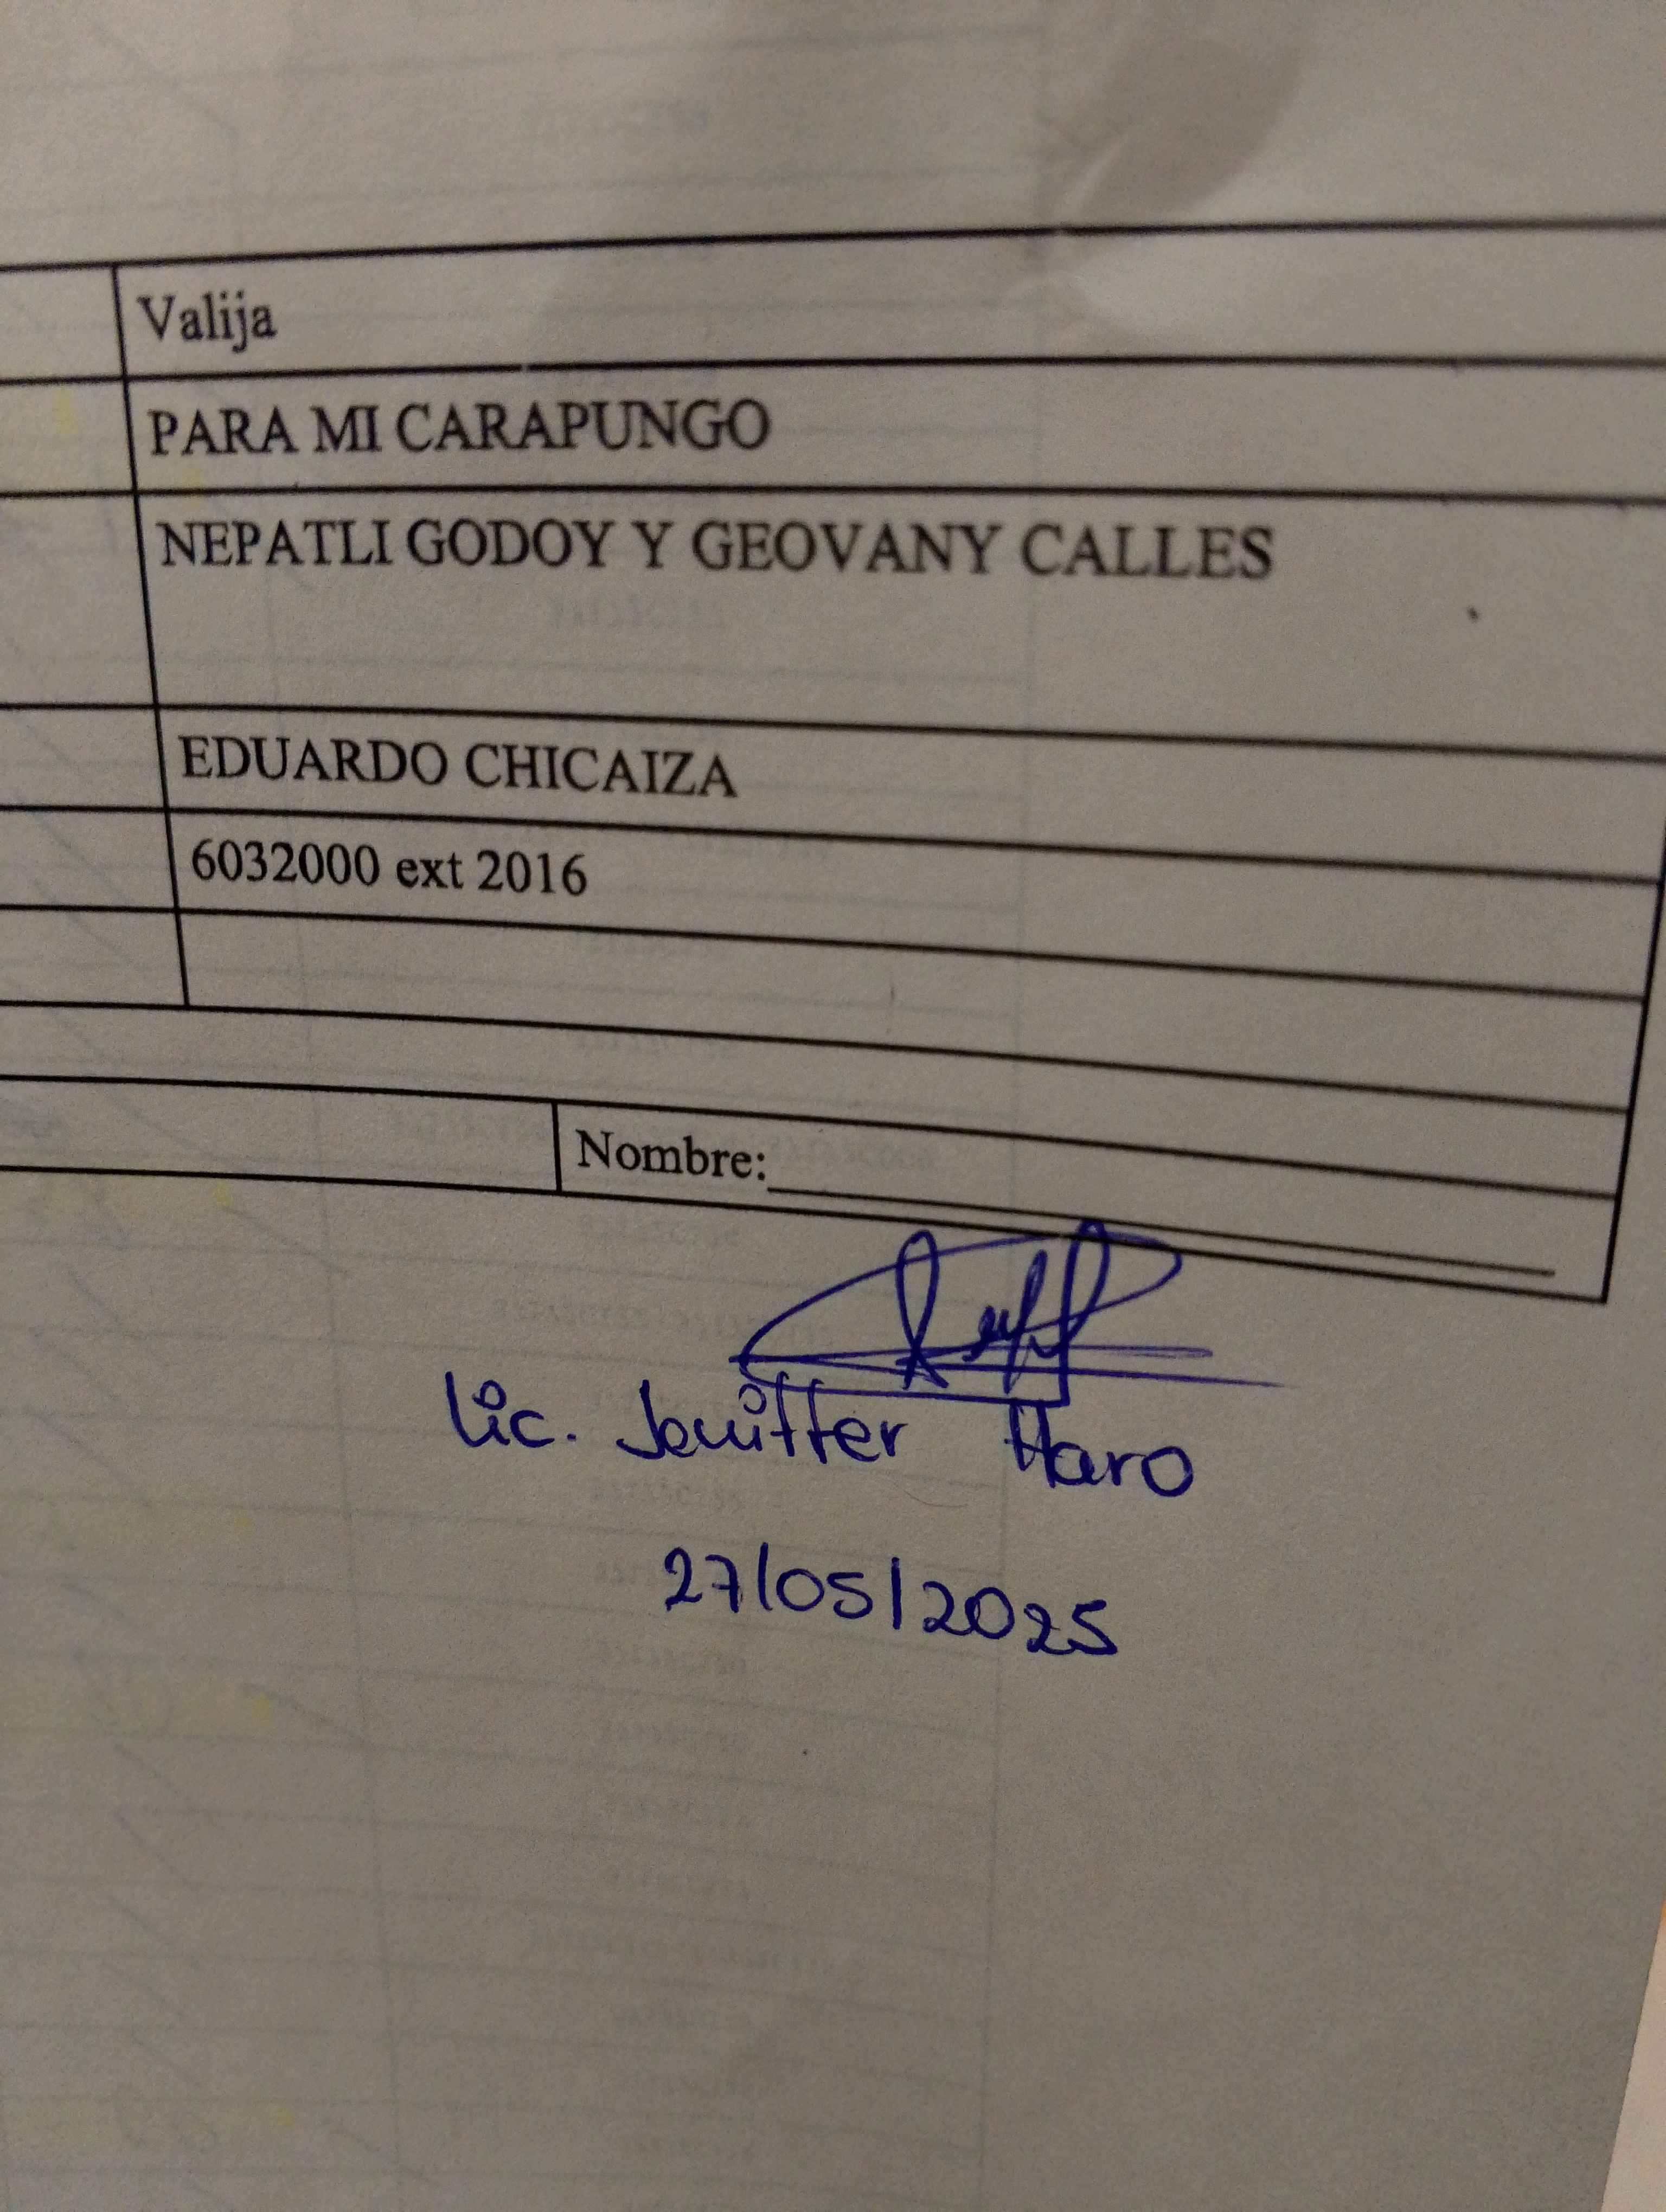 Valija
PARA MI CARAPUNGO
NEPATLI GODOY Y GEOVANY CALLES
EDUARDO CHICAIZA
6032000 ext 2016
Nombre:
Lic. Jeniffer Haro
27/05/2025